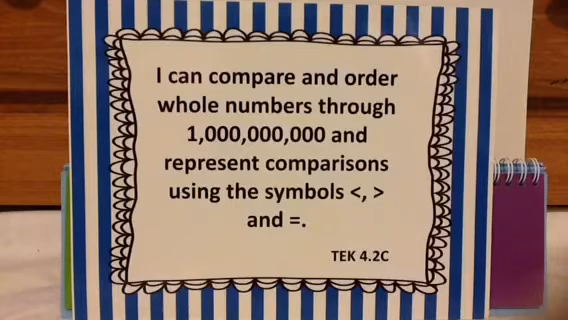 I can compare and order
whole numbers through
1,000,000,000 and
represent comparisons
using the symbols <, >
and =.
TEK 4.2C